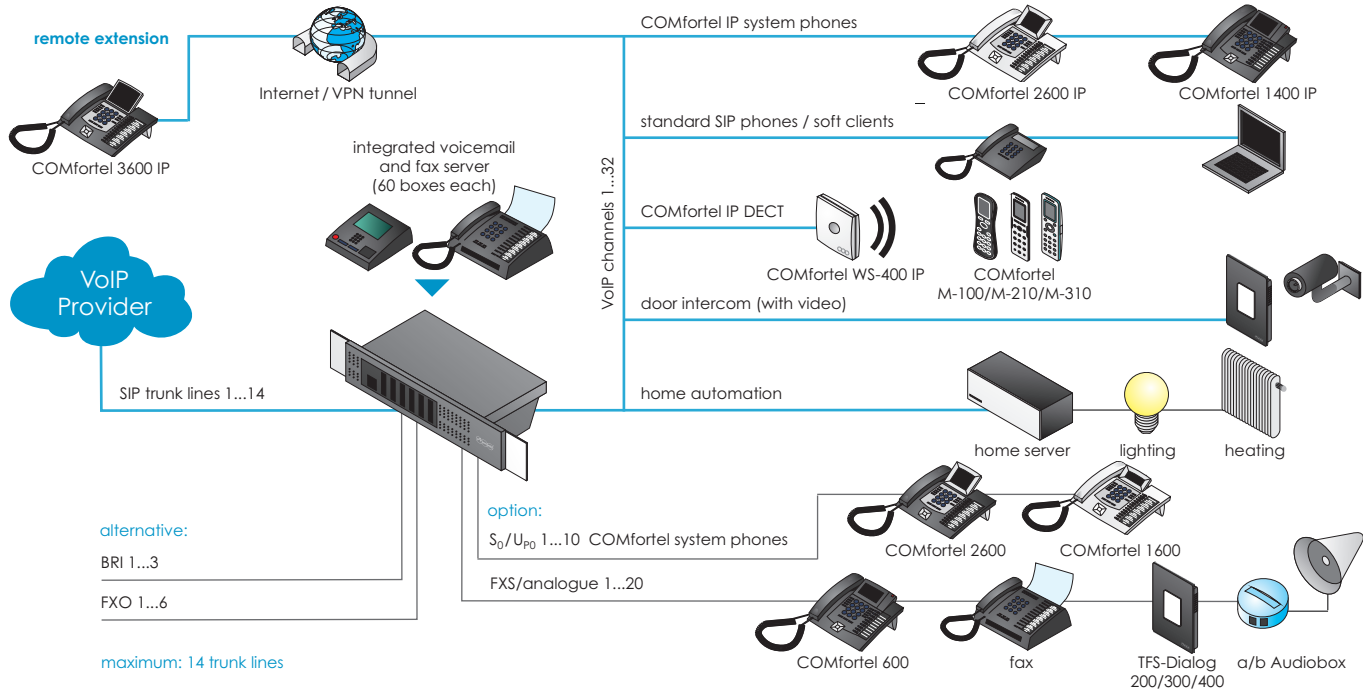 COMfortel IP system phones
remote extension
Internet / VPN tunnel
COMfortel 2600 IP
COMfortel 1400 IP
COMfortel 3600 IP
integrated voicemail
and fax server
(60 boxes each)
VoIP channels 1...32
standard SIP phones / soft clients
COMfortel IP DECT
COMfortel WS-400 IP
COMfortel
M-100/M-210/M-310
VoIP
Provider
door intercom (with video)
SIP trunk lines 1...14
home automation
home server
lighting
heating
option:
S₀/Uₚ₀ 1...10 COMfortel system phones
COMfortel 2600
COMfortel 1600
alternative:
BRI 1...3
FXO 1...6
FXS/analogue 1...20
COMfortel 600
fax
TFS-Dialog
200/300/400
a/b Audiobox
maximum: 14 trunk lines